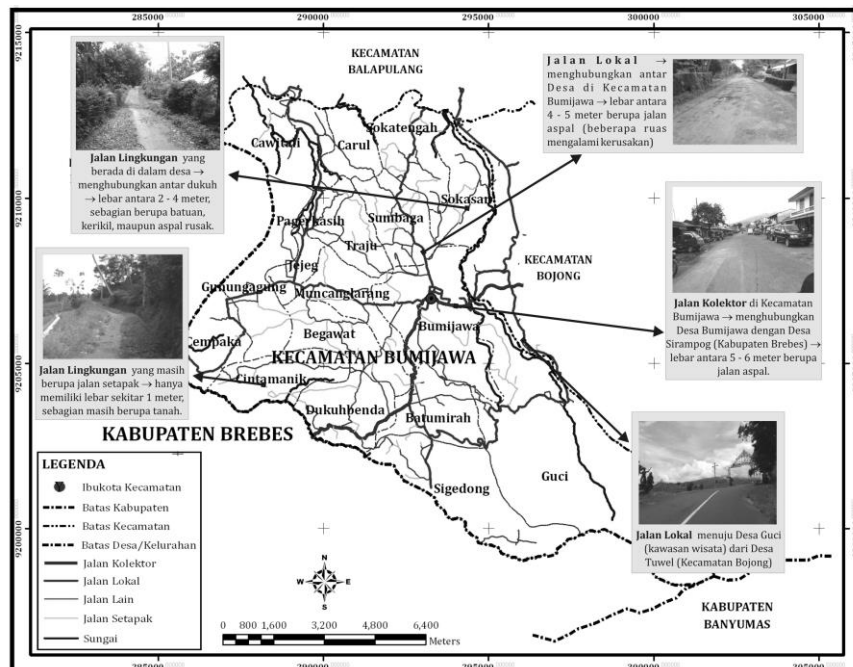 285000
290000
295000
300000
305000
9215000
9215000
KECAMATAN
BALAPULANG
Jalan Lokal →
menghubungkan antar
Desa di Kecamatan
Bumijawa → lebar antara
4 - 5 meter berupa jalan
aspal (beberapa ruas
mengalami kerusakan)
Jalan Lingkungan yang
berada di dalam desa →
menghubungkan antar dukuh
→ lebar antara 2 - 4 meter,
sebagian berupa batuan,
kerikil, maupun aspal rusak.
Sokatengah
Cawitali
Carul
9210000
9210000
Sokasari
Pagerkasih
Sumbaga
Traju
KECAMATAN
BOJONG
Jejeg
Gunungagung
Muncanglarang
Jalan Kolektor di Kecamatan
Bumijawa → menghubungkan
Desa Bumijawa dengan Desa
Sirampog (Kabupaten Brebes) →
lebar antara 5 - 6 meter berupa
jalan aspal.
Begawat
Bumijawa
Cempaka
KECAMATAN BUMIJAWA
9205000
9205000
Jalan Lingkungan yang masih
berupa jalan setapak → hanya
memiliki lebar sekitar 1 meter,
sebagian masih berupa tanah.
Cintamanik
Dukuhbenda
Batumirah
KABUPATEN BREBES
Guci
Sigedong
Jalan Lokal menuju Desa Guci
(kawasan wisata) dari Desa
Tuwel (Kecamatan Bojong)
9200000
9200000
LEGENDA
Ibukota Kecamatan
Batas Kabupaten
Batas Kecamatan
Batas Desa/Kelurahan
Jalan Kolektor
Jalan Lokal
Jalan Lain
Jalan Setapak
Sungai
N
W
E
S
0 800 1,600 3,200 4,800 6,400
Meters
KABUPATEN
BANYUMAS
285000
290000
295000
300000
305000